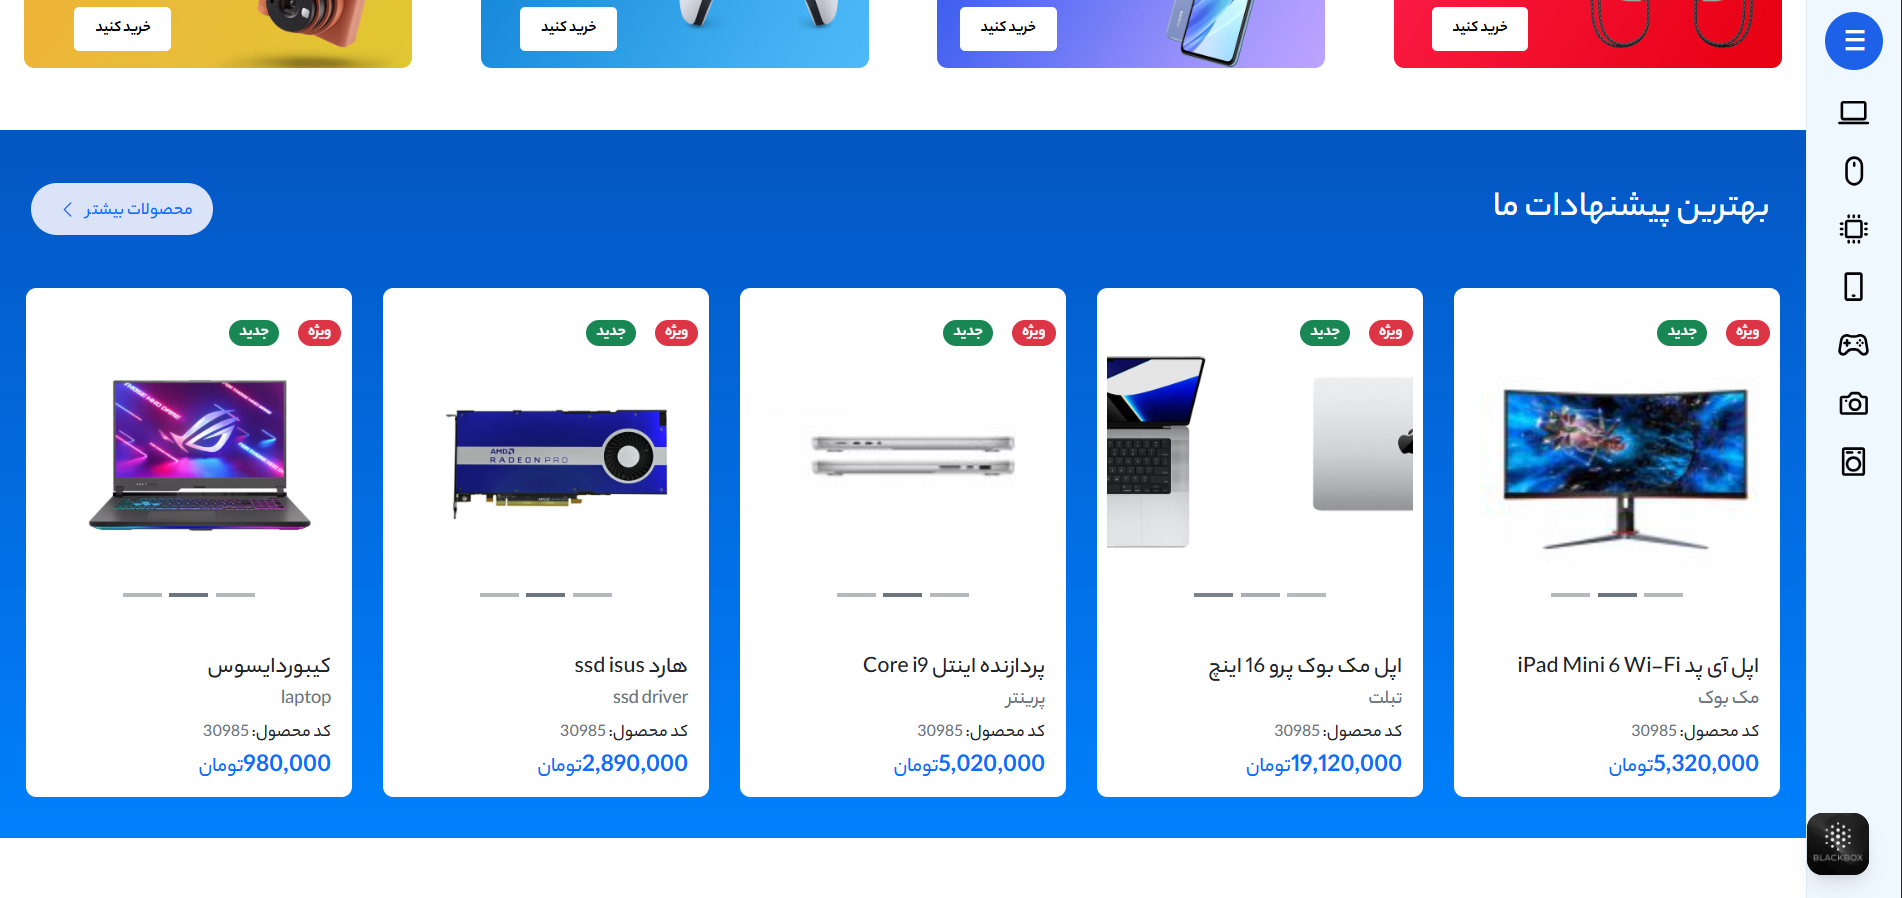 خرید کنید
خرید کنید
خرید کنید
خرید کنید
بهترین پیشنهادات ما
محصولات بیشتر
ویژه
جدید
اپل آی پد iPad Mini 6 Wi-Fi
مک بوک
کد محصول: 30985
5,320,000تومان
ویژه
جدید
اپل مک بوک پرو 16 اینچ
تبلت
کد محصول: 30985
19,120,000تومان
ویژه
جدید
پردازنده اینتل Core i9
پرینتر
کد محصول: 30985
5,020,000تومان
ویژه
جدید
AMD
RADEON PRO
هارد ssd isus
ssd driver
کد محصول: 30985
2,890,000تومان
ویژه
جدید
کیبوردایسوس
laptop
کد محصول: 30985
980,000تومان
BLACKBOX